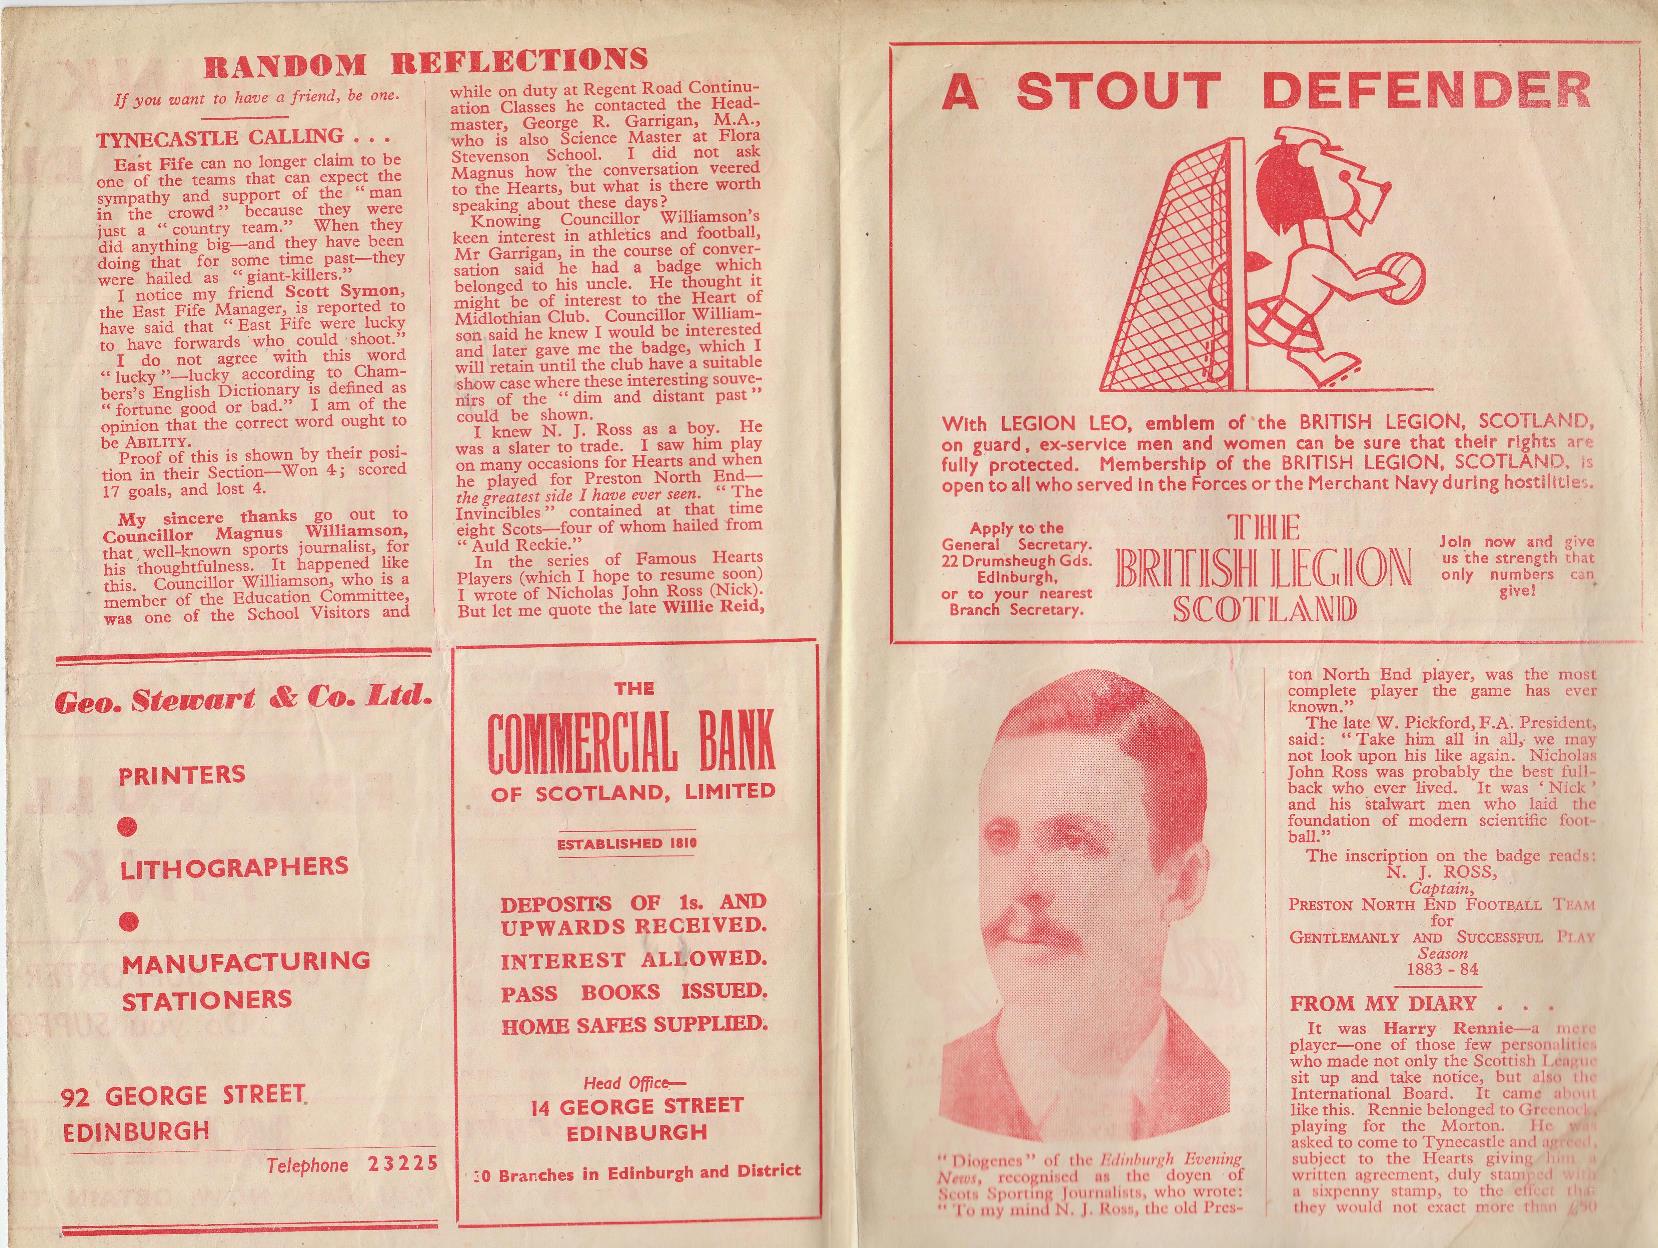 RANDOM REFLECTIONS
If you want to have a friend, be one.
TYNECASTLE CALLING . . .
East Fife can no longer claim to be
one of the teams that can expect the
sympathy and support of the "man
in the crowd" because they were
just a "country team." When they
did anything big—and they have been
doing that for some time past—they
were hailed as "giant-killers."
I notice my friend Scott Symon,
the East Fife Manager, is reported to
have said that "East Fife were lucky
to have forwards who could shoot."
I do not agree with this word
"lucky"—lucky according to Cham-
bers's English Dictionary is defined as
"fortune good or bad." I am of the
opinion that the correct word ought to
be ABILITY.
Proof of this is shown by their posi-
tion in their Section—Won 4; scored
17 goals, and lost 4.
My sincere thanks go out to
Councillor Magnus Williamson,
that well-known sports journalist, for
his thoughtfulness. It happened like
this. Councillor Williamson, who is a
member of the Education Committee,
was one of the School Visitors and
while on duty at Regent Road Continu-
ation Classes he contacted the Head-
master, George R. Garrigan, M.A.,
who is also Science Master at Flora
Stevenson School. I did not ask
Magnus how the conversation veered
to the Hearts, but what is there worth
speaking about these days?
Knowing Councillor Williamson's
keen interest in athletics and football,
Mr Garrigan, in the course of conver-
sation said he had a badge which
belonged to his uncle. He thought it
might be of interest to the Heart of
Midlothian Club. Councillor William-
son said he knew I would be interested
and later gave me the badge, which I
will retain until the club have a suitable
show case where these interesting souve-
nirs of the "dim and distant past"
could be shown.
I knew N. J. Ross as a boy. He
was a slater to trade. I saw him play
on many occasions for Hearts and when
he played for Preston North End—
the greatest side I have ever seen. "The
Invincibles" contained at that time
eight Scots—four of whom hailed from
"Auld Reekie."
In the series of Famous Hearts
Players (which I hope to resume soon)
I wrote of Nicholas John Ross (Nick).
But let me quote the late Willie Reid,
Geo. Stewart & Co. Ltd.
PRINTERS
LITHOGRAPHERS
MANUFACTURING
STATIONERS
92 GEORGE STREET
EDINBURGH
Telephone 23225
THE
COMMERCIAL BANK
OF SCOTLAND, LIMITED
ESTABLISHED 1810
DEPOSITS OF 1s. AND
UPWARDS RECEIVED.
INTEREST ALLOWED.
PASS BOOKS ISSUED.
HOME SAFES SUPPLIED.
Head Office—
14 GEORGE STREET
EDINBURGH
Branches in Edinburgh and District
A STOUT DEFENDER
With LEGION LEO, emblem of the BRITISH LEGION, SCOTLAND,
on guard, ex-service men and women can be sure that their rights are
fully protected. Membership of the BRITISH LEGION, SCOTLAND, is
open to all who served in the Forces or the Merchant Navy during hostilities.
Apply to the
General Secretary.
22 Drumsheugh Gds.
Edinburgh,
or to your nearest
Branch Secretary.
THE
BRITISH LEGION
SCOTLAND
Join now and give
us the strength that
only numbers can
give!
"Diogenes" of the Edinburgh Evening
News, recognised as the doyen of
Scots Sporting Journalists, who wrote:
"To my mind N. J. Ross, the old Pres-
ton North End player, was the most
complete player the game has ever
known."
The late W. Pickford, F.A. President,
said: "Take him all in all, we may
not look upon his like again. Nicholas
John Ross was probably the best full-
back who ever lived. It was 'Nick'
and his stalwart men who laid the
foundation of modern scientific foot-
ball."
The inscription on the badge reads:
N. J. ROSS,
Captain,
PRESTON NORTH END FOOTBALL TEAM
for
GENTLEMANLY AND SUCCESSFUL PLAY
Season
1883 - 84
FROM MY DIARY . . .
It was Harry Rennie—a mere
player—one of those few personalities
who made not only the Scottish League
sit up and take notice, but also the
International Board. It came about
like this. Rennie belonged to Greenock,
playing for the Morton. He was
asked to come to Tynecastle and agreed,
subject to the Hearts giving him a
written agreement, duly stamped with
a sixpenny stamp, to the effect that
they would not exact more than £50